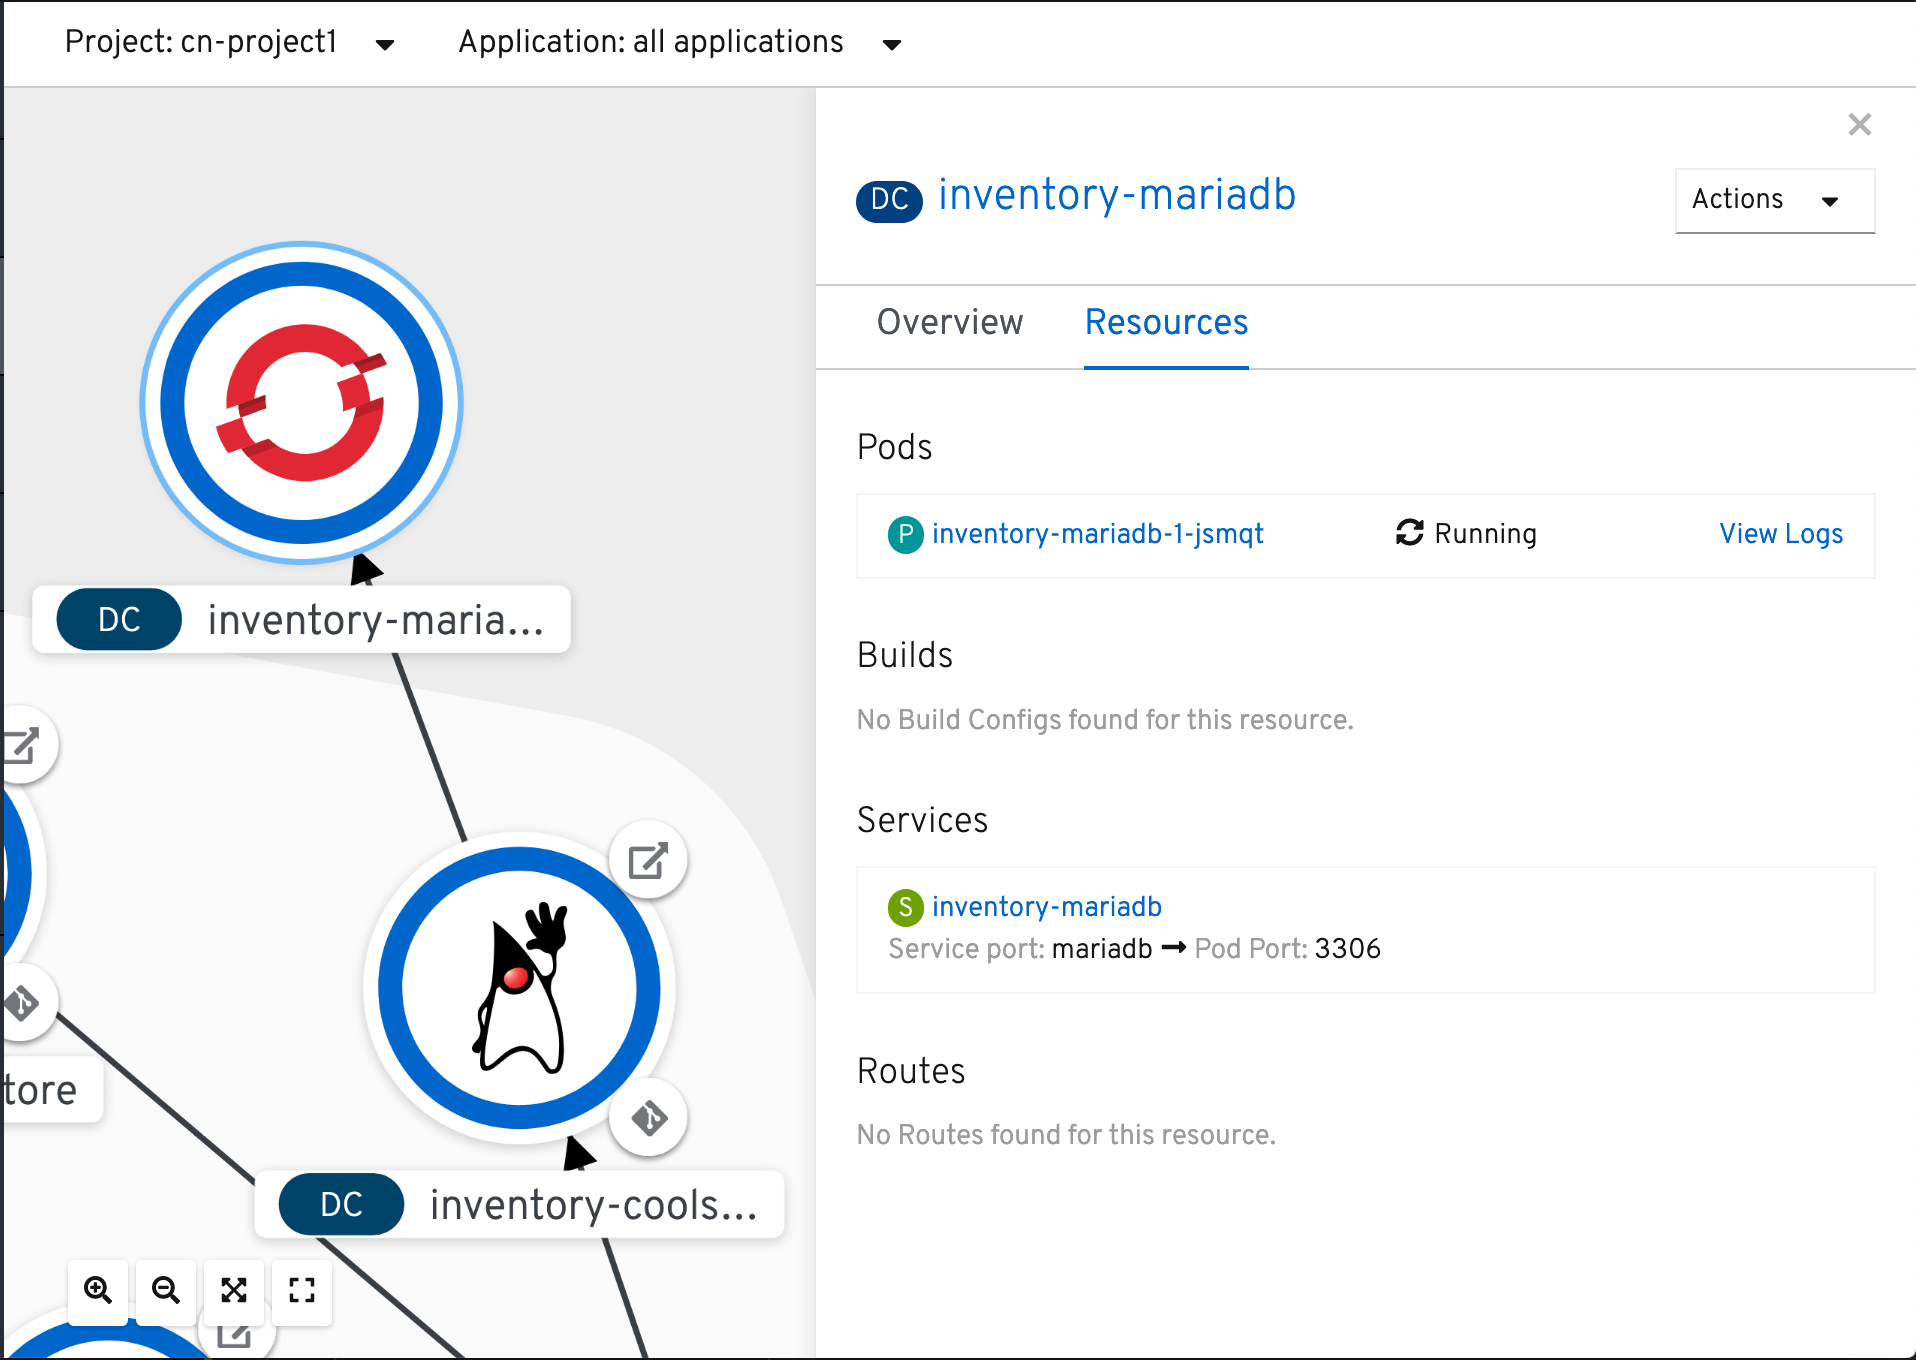 Project: cn-project1
Application: all applications
DC inventory-mariadb
Actions
Overview
Resources
Pods
P inventory-mariadb-1-jsmqt
Running
View Logs
Builds
No Build Configs found for this resource.
Services
S inventory-mariadb
Service port: mariadb → Pod Port: 3306
Routes
No Routes found for this resource.
DC inventory-maria...
tore
DC inventory-cools...